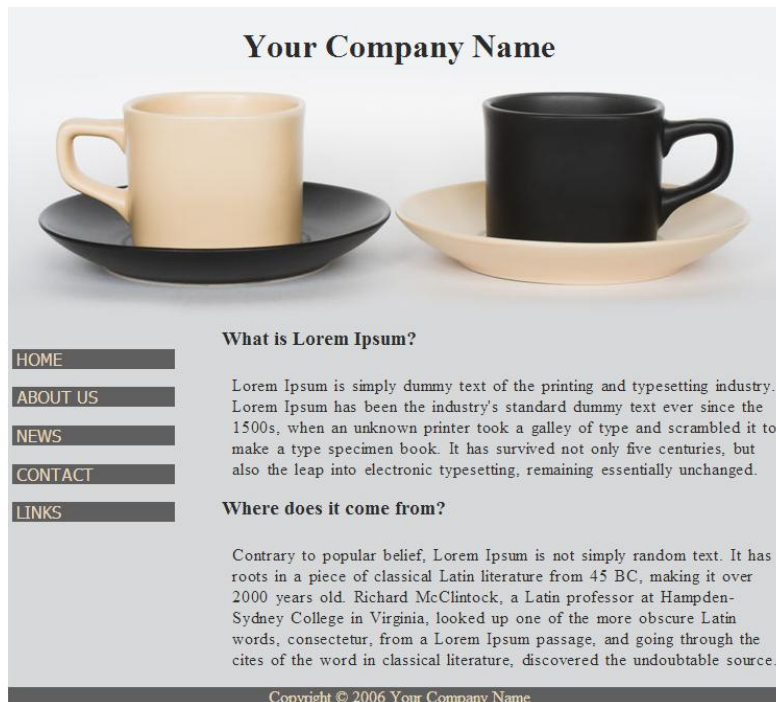 Your Company Name
HOME
ABOUT US
NEWS
CONTACT
LINKS
What is Lorem Ipsum?
Lorem Ipsum is simply dummy text of the printing and typesetting industry.
Lorem Ipsum has been the industry's standard dummy text ever since the
1500s, when an unknown printer took a galley of type and scrambled it to
make a type specimen book. It has survived not only five centuries, but
also the leap into electronic typesetting, remaining essentially unchanged.
Where does it come from?
Contrary to popular belief, Lorem Ipsum is not simply random text. It has
roots in a piece of classical Latin literature from 45 BC, making it over
2000 years old. Richard McClintock, a Latin professor at Hampden-
Sydney College in Virginia, looked up one of the more obscure Latin
words, consectetur, from a Lorem Ipsum passage, and going through the
cites of the word in classical literature, discovered the undoubtable source.
Copyright © 2006 Your Company Name